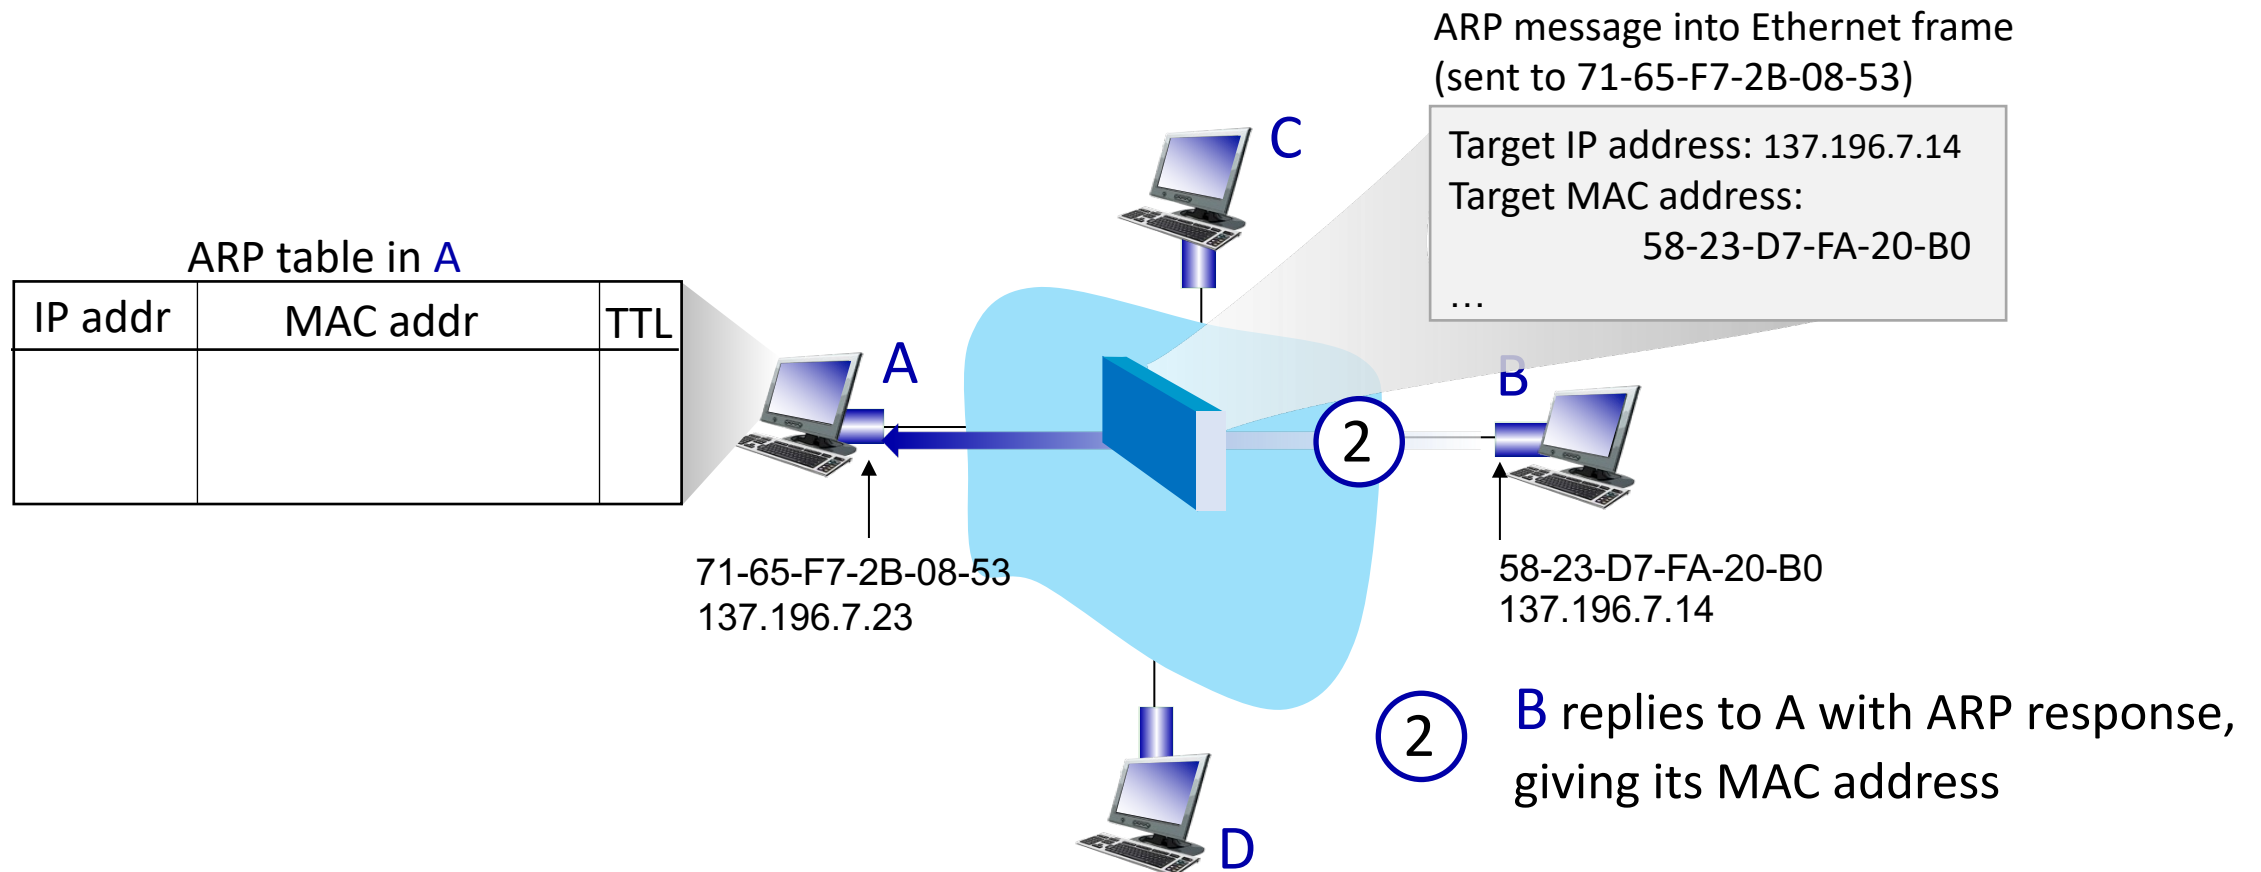 ARP message into Ethernet frame
(sent to 71-65-F7-2B-08-53)
Target IP address: 137.196.7.14
Target MAC address:
58-23-D7-FA-20-B0
…
C
ARP table in A
IP addr MAC addr TTL
A
B
2
71-65-F7-2B-08-53
137.196.7.23
58-23-D7-FA-20-B0
137.196.7.14
2
B replies to A with ARP response,
giving its MAC address
D